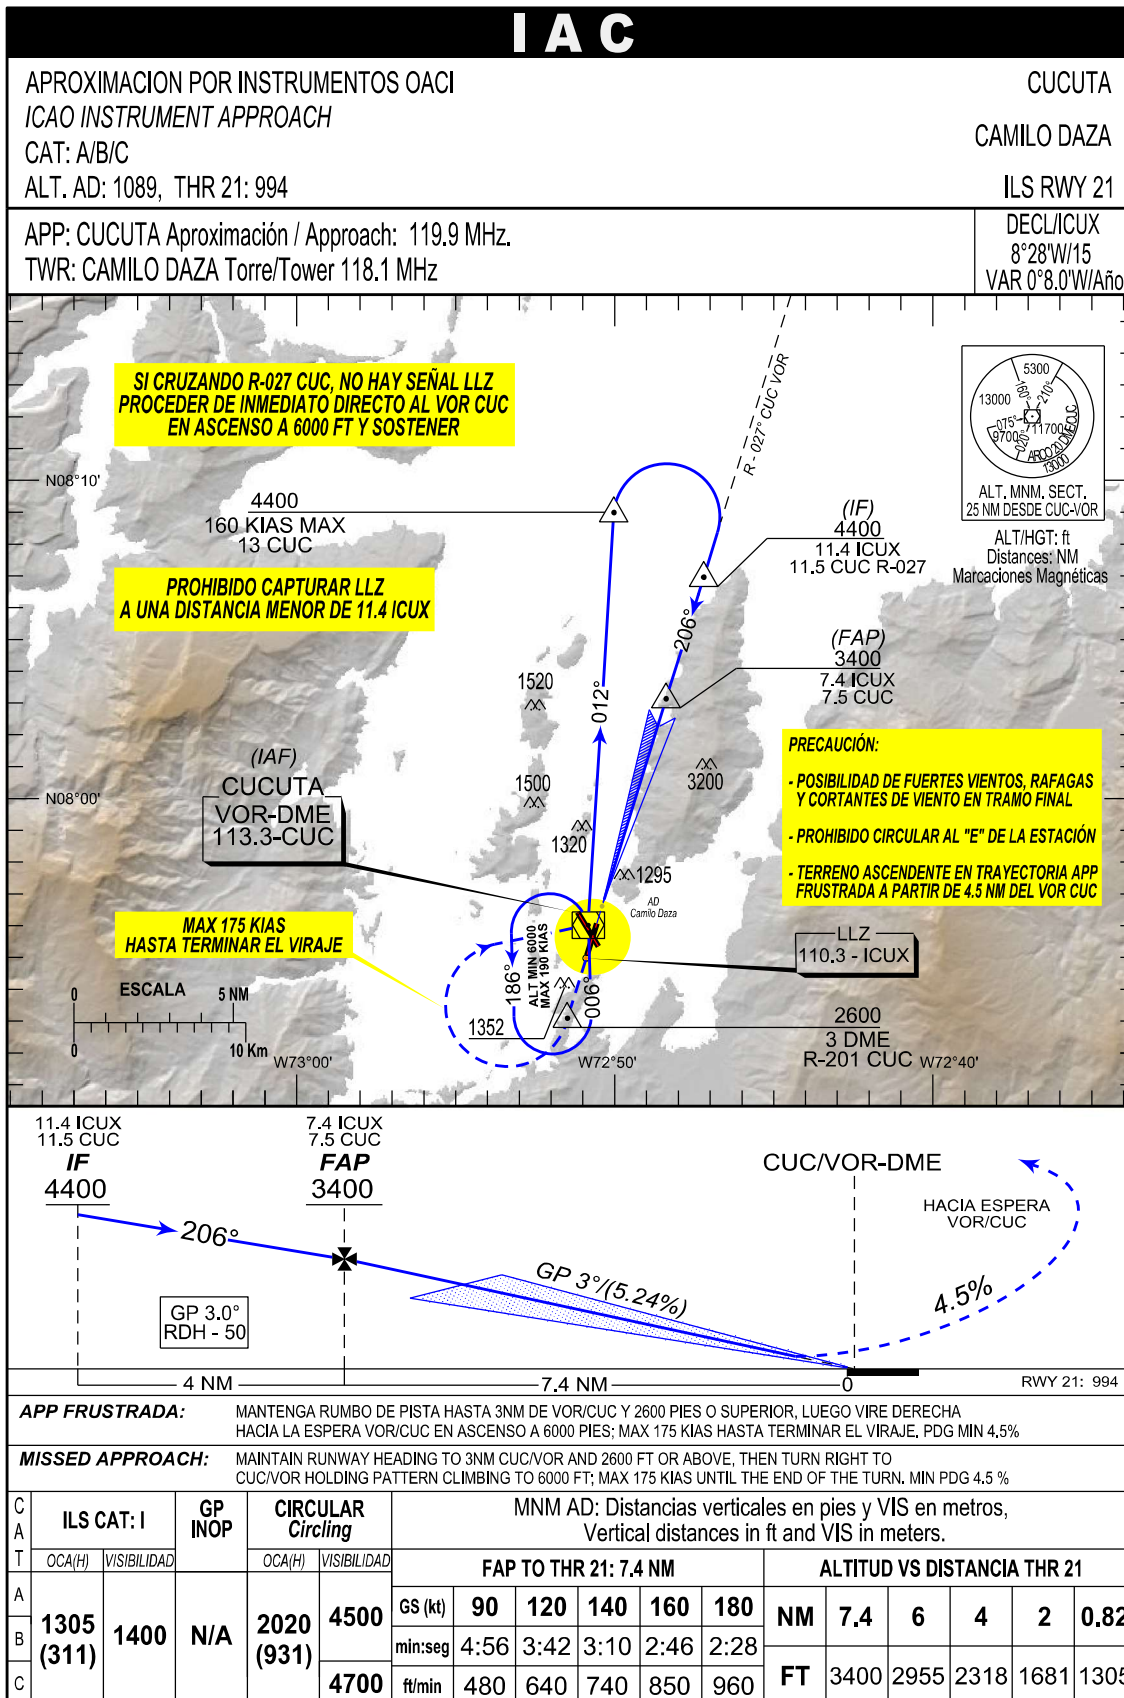 IAC
APROXIMACION POR INSTRUMENTOS OACI
ICAO INSTRUMENT APPROACH
CAT: A/B/C
ALT. AD: 1089, THR 21: 994
CUCUTA
CAMILO DAZA
ILS RWY 21
APP: CUCUTA Aproximación / Approach: 119.9 MHz.
TWR: CAMILO DAZA Torre/Tower 118.1 MHz
DECL/ICUX
8°28'W/15
VAR 0°8.0'W/Año
SI CRUZANDO R-027 CUC, NO HAY SEÑAL LLZ
PROCEDER DE INMEDIATO DIRECTO AL VOR CUC
EN ASCENSO A 6000 FT Y SOSTENER
R - 027° CUC VOR
5300
160°
210°
13000
075°
9700
11700
020°
ARCO 20 DME CUC
13000
ALT. MNM. SECT.
25 NM DESDE CUC-VOR
ALT/HGT: ft
Distances: NM
Marcaciones Magnéticas
N08°10'
4400
160 KIAS MAX
13 CUC
(IF)
4400
11.4 ICUX
11.5 CUC R-027
PROHIBIDO CAPTURAR LLZ
A UNA DISTANCIA MENOR DE 11.4 ICUX
206°
(FAP)
3400
7.4 ICUX
7.5 CUC
012°
1520
1500
1320
3200
1295
(IAF)
CUCUTA
VOR-DME
113.3-CUC
N08°00'
PRECAUCIÓN:
- POSIBILIDAD DE FUERTES VIENTOS, RAFAGAS
Y CORTANTES DE VIENTO EN TRAMO FINAL
- PROHIBIDO CIRCULAR AL "E" DE LA ESTACIÓN
- TERRENO ASCENDENTE EN TRAYECTORIA APP
FRUSTRADA A PARTIR DE 4.5 NM DEL VOR CUC
AD
Camilo Daza
MAX 175 KIAS
HASTA TERMINAR EL VIRAJE
LLZ
110.3 - ICUX
186°
ALT MIN 6000
MAX 190 KIAS
006°
1352
2600
3 DME
R-201 CUC
0
ESCALA
5 NM
0
10 Km
W73°00'
W72°50'
W72°40'
11.4 ICUX
11.5 CUC
IF
4400
7.4 ICUX
7.5 CUC
FAP
3400
CUC/VOR-DME
HACIA ESPERA
VOR/CUC
206°
GP 3°/(5.24%)
4.5%
GP 3.0°
RDH - 50
4 NM
7.4 NM
0
RWY 21: 994
APP FRUSTRADA: MANTENGA RUMBO DE PISTA HASTA 3NM DE VOR/CUC Y 2600 PIES O SUPERIOR, LUEGO VIRE DERECHA
HACIA LA ESPERA VOR/CUC EN ASCENSO A 6000 PIES; MAX 175 KIAS HASTA TERMINAR EL VIRAJE. PDG MIN 4.5%
MISSED APPROACH: MAINTAIN RUNWAY HEADING TO 3NM CUC/VOR AND 2600 FT OR ABOVE, THEN TURN RIGHT TO
CUC/VOR HOLDING PATTERN CLIMBING TO 6000 FT; MAX 175 KIAS UNTIL THE END OF THE TURN. MIN PDG 4.5 %
CAT
ILS CAT: I
GP
INOP
CIRCULAR
Circling
MNM AD: Distancias verticales en pies y VIS en metros,
Vertical distances in ft and VIS in meters.
OCA(H) VISIBILIDAD OCA(H) VISIBILIDAD
FAP TO THR 21: 7.4 NM
ALTITUD VS DISTANCIA THR 21
A
B
C
1305
(311)
1400
N/A
2020
(931)
4500
4700
GS (kt) 90 120 140 160 180
min:seg 4:56 3:42 3:10 2:46 2:28
ft/min 480 640 740 850 960
NM 7.4 6 4 2 0.82
FT 3400 2955 2318 1681 1305